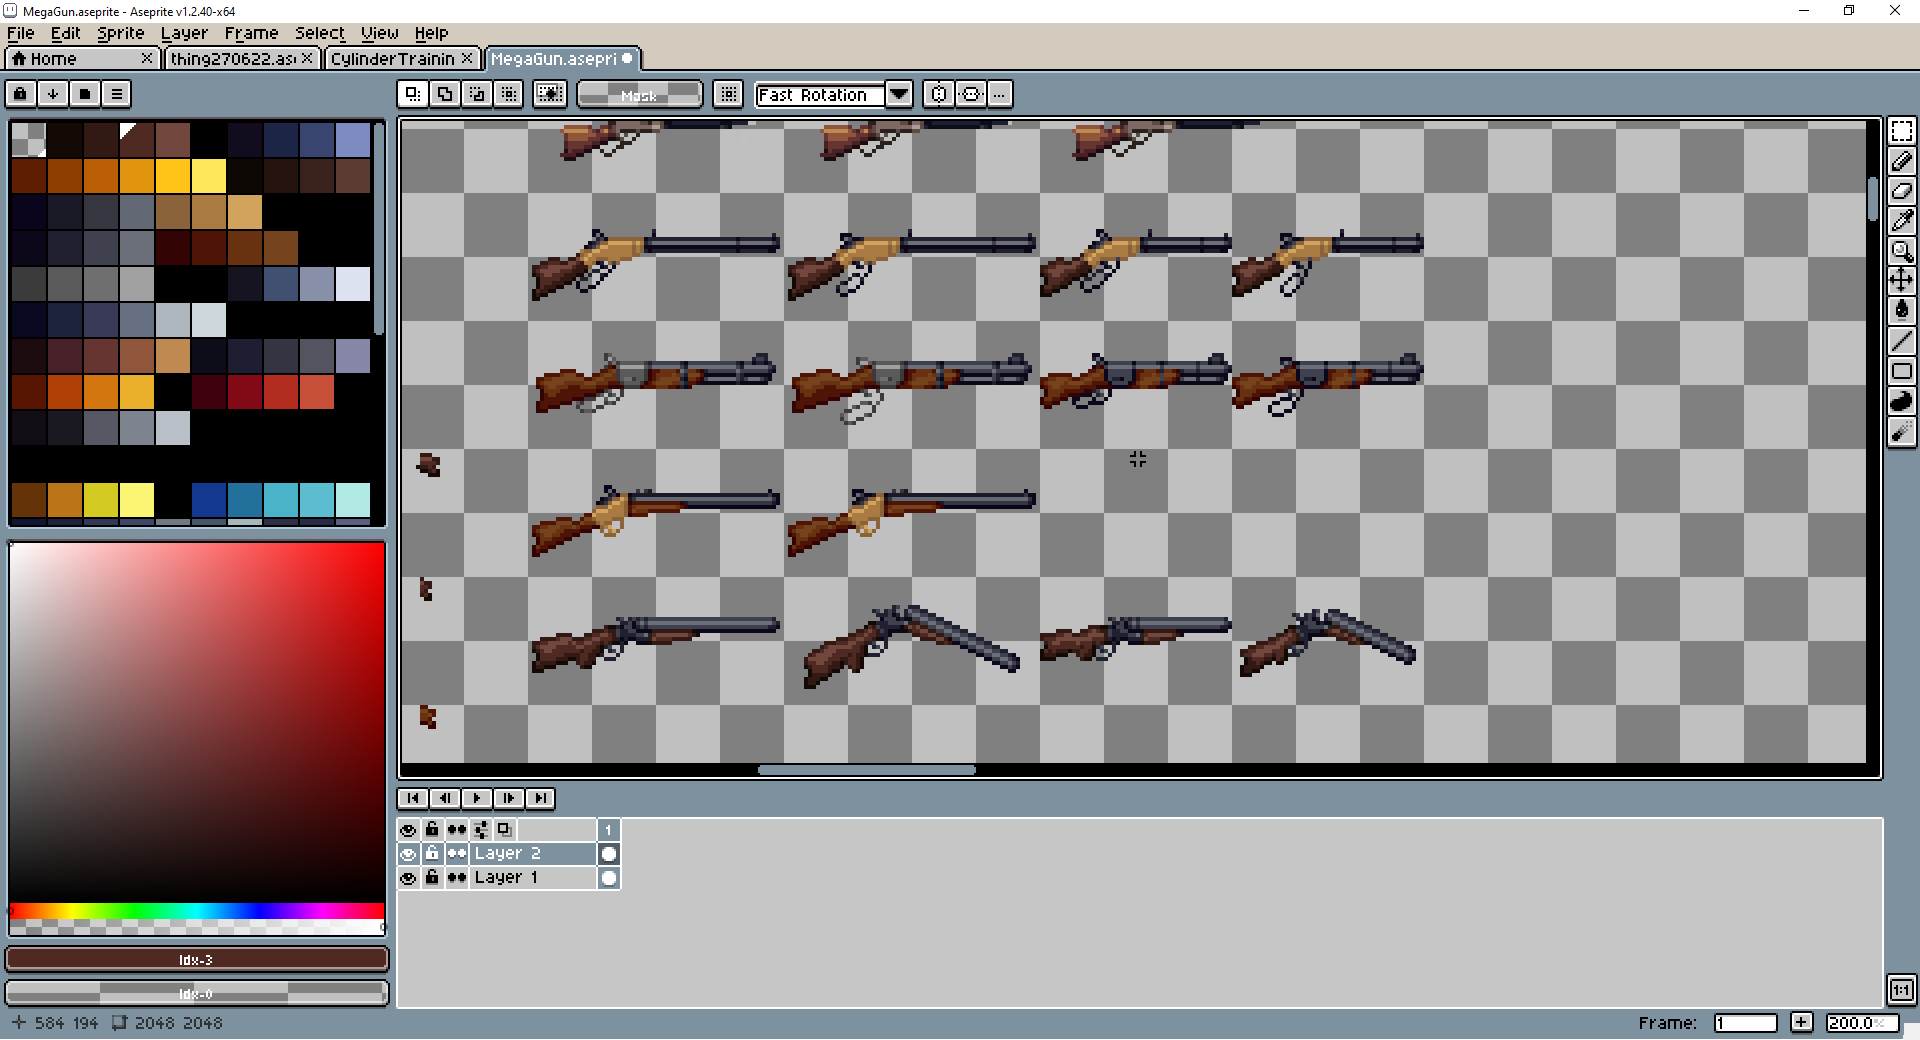 MegaGun.aseprite - Aseprite v1.2.40-x64
File Edit Sprite Layer Frame Select View Help
Home thing270622.as CylinderTrainin MegaGun.asepri
Mask Fast Rotation ...
1
Layer 2
Layer 1
Idx-3
Idx-0
1:1
584 194 2048 2048 Frame: 1 + 200.0%